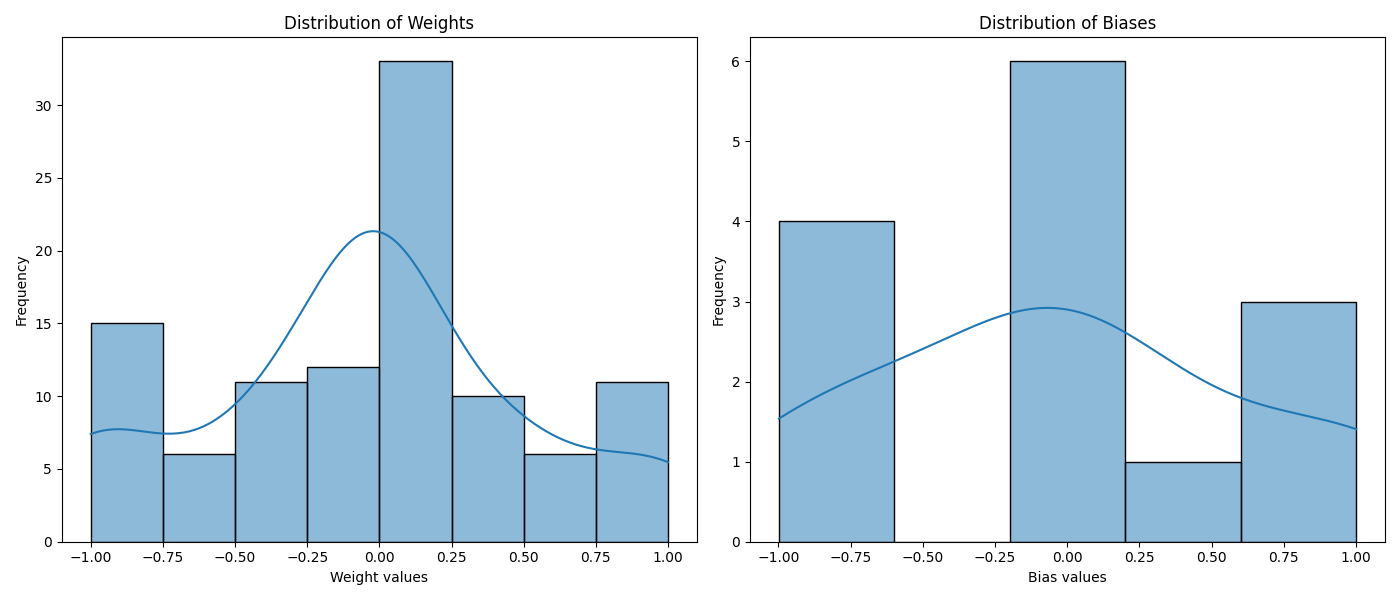 Distribution of Weights
Frequency
30
25
20
15
10
5
0
−1.00 −0.75 −0.50 −0.25 0.00 0.25 0.50 0.75 1.00
Weight values
Distribution of Biases
Frequency
6
5
4
3
2
1
0
−1.00 −0.75 −0.50 −0.25 0.00 0.25 0.50 0.75 1.00
Bias values